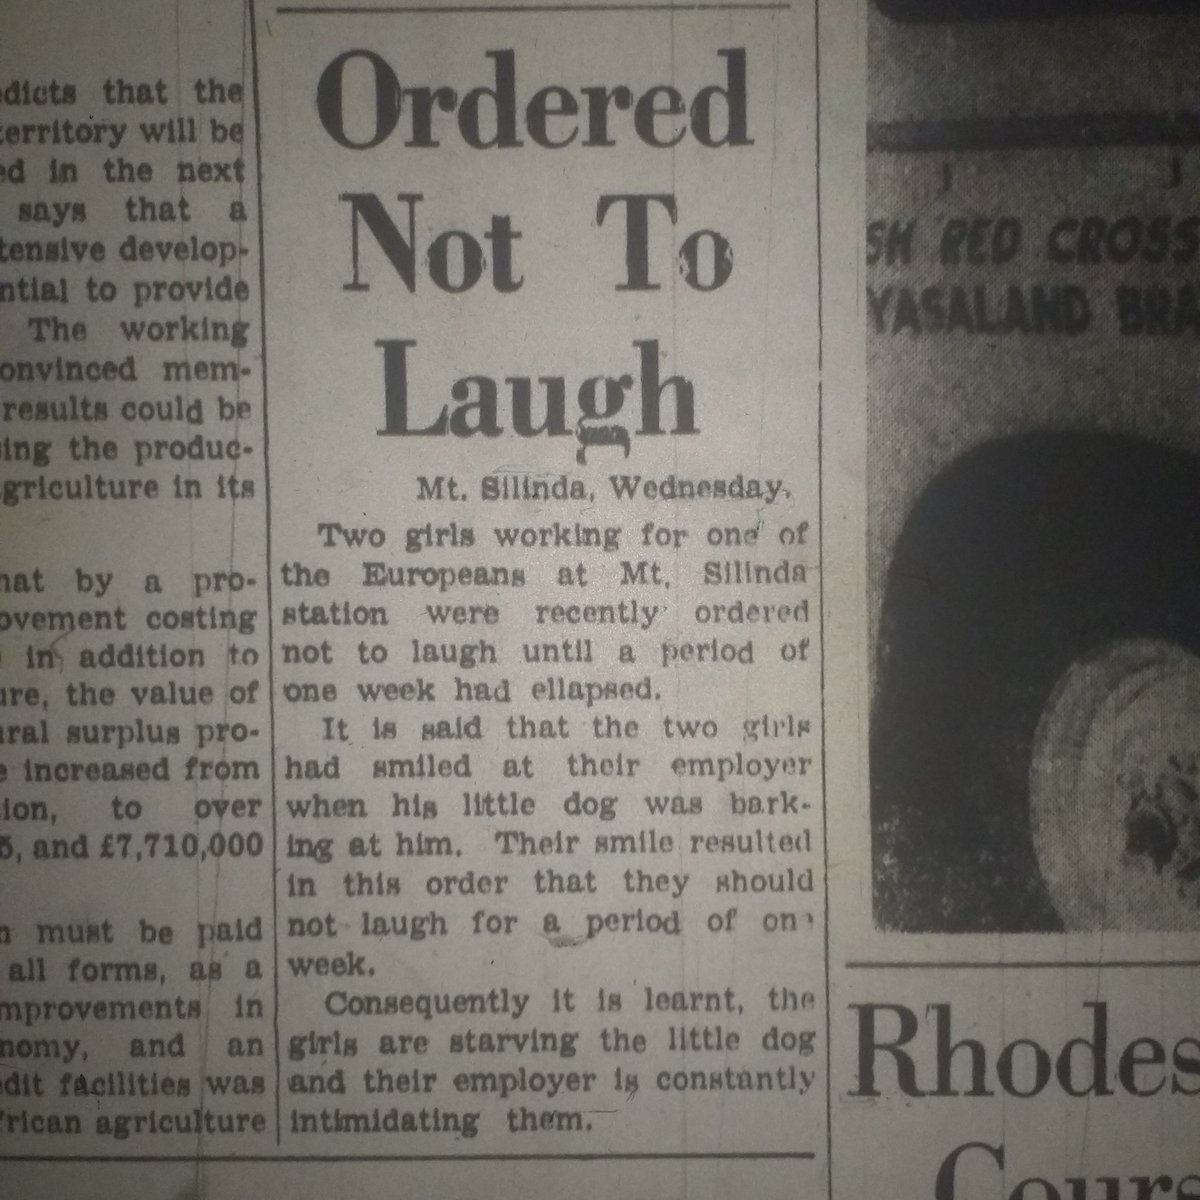 dicts that the
territory will be
ed in the next
says that a
tensive develop-
ntial to provide
The working
onvinced mem-
results could be
ing the produc-
griculture in its
hat by a pro-
ovement costing
in addition to
ure, the value of
ural surplus pro-
e increased from
ion, to over
5, and £7,710,000
n must be paid
all forms, as a
mprovements in
nomy, and an
edit facilities was
frican agriculture
Ordered
Not To
Laugh
Mt. Silinda, Wednesday.
Two girls working for one of
the Europeans at Mt. Silinda
station were recently ordered
not to laugh until a period of
one week had ellapsed.
It is said that the two girls
had smiled at their employer
when his little dog was bark-
ing at him. Their smile resulted
in this order that they should
not laugh for a period of one
week.
Consequently it is learnt, the
girls are starving the little dog
and their employer is constantly
intimidating them.
SH RED CROSS
YASALAND BRA
Rhodes
Cours